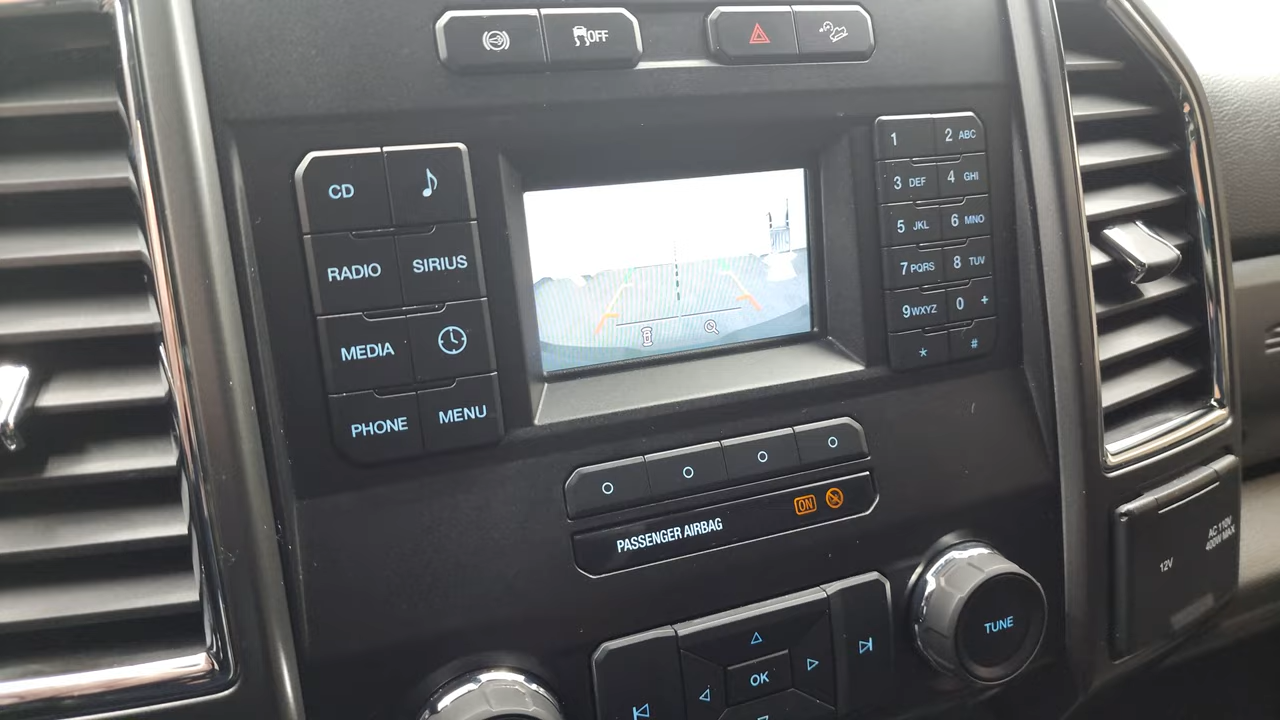 OFF
CD
RADIO
SIRIUS
MEDIA
PHONE
MENU
1
2 ABC
3 DEF
4 GHI
5 JKL
6 MNO
7 PQRS
8 TUV
9 WXYZ
0 +
*
#
PASSENGER AIRBAG
ON
AC 110V
400W MAX
12V
TUNE
OK